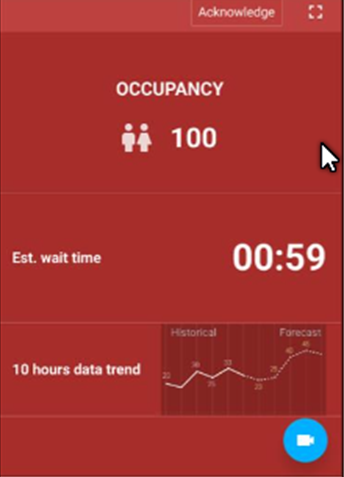 Acknowledge
OCCUPANCY
100
Est. wait time
00:59
Historical Forecast
10 hours data trend